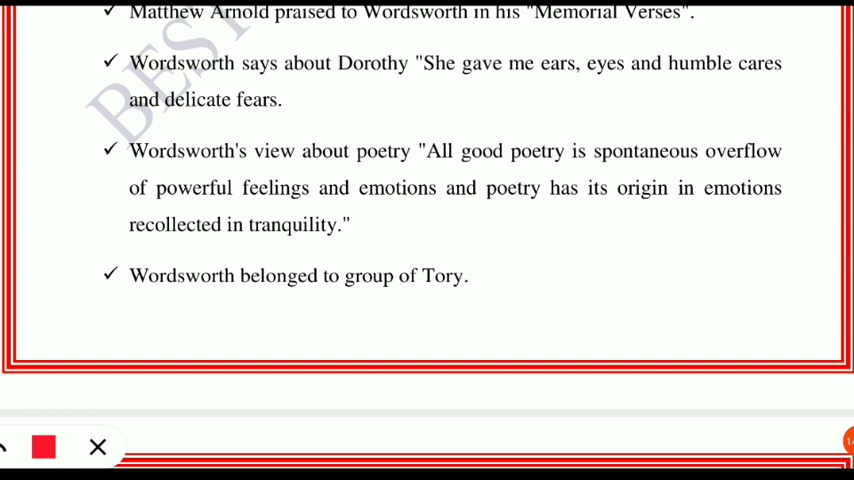 ✓ Matthew Arnold praised to Wordsworth in his "Memorial Verses".
✓ Wordsworth says about Dorothy "She gave me ears, eyes and humble cares
and delicate fears.
✓ Wordsworth's view about poetry "All good poetry is spontaneous overflow
of powerful feelings and emotions and poetry has its origin in emotions
recollected in tranquility."
✓ Wordsworth belonged to group of Tory.
BEST